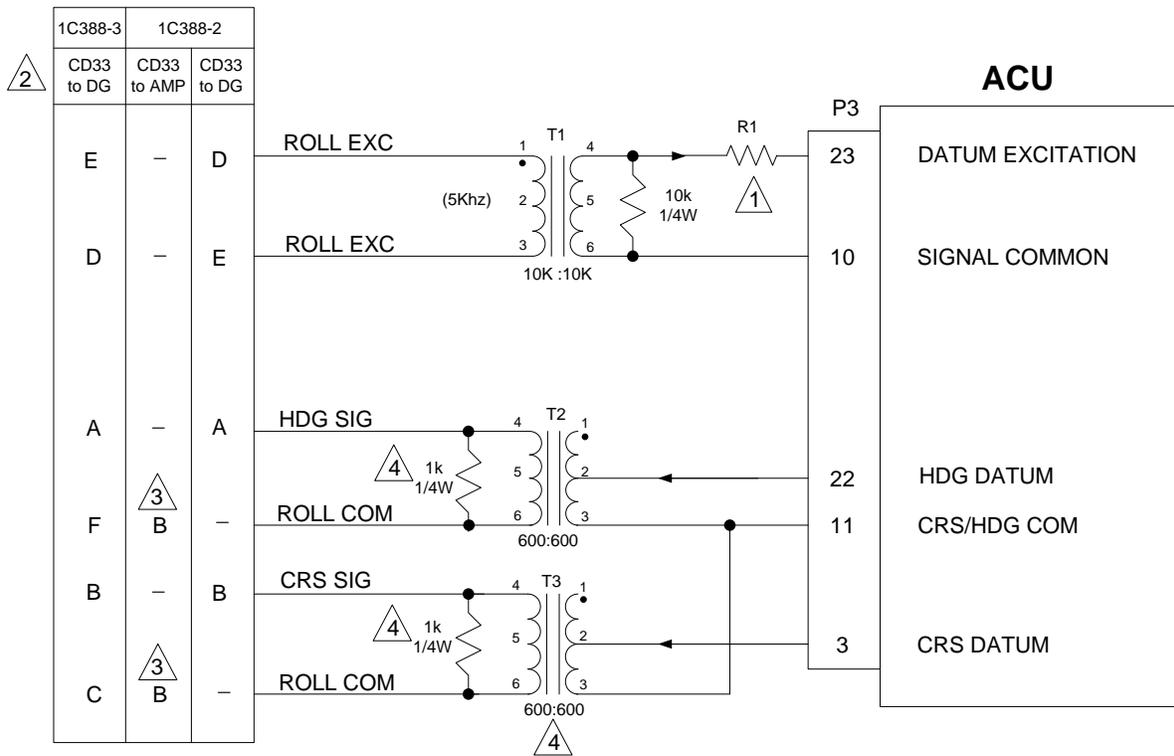 1C388-3 1C388-2
2
CD33 to DG CD33 to AMP CD33 to DG
ACU
P3
E – D ROLL EXC 1 T1 4 R1 23 DATUM EXCITATION
(5Khz) 2 5 10k 1/4W 1
D – E ROLL EXC 3 6 10 SIGNAL COMMON
10K :10K
A – A HDG SIG 4 T2 1
4 1k 1/4W 5 2 22 HDG DATUM
3
F B – ROLL COM 6 3 11 CRS/HDG COM
600:600
B – B CRS SIG 4 T3 1
4 1k 1/4W 5 2 3 CRS DATUM
3
C B – ROLL COM 6 3
600:600
4